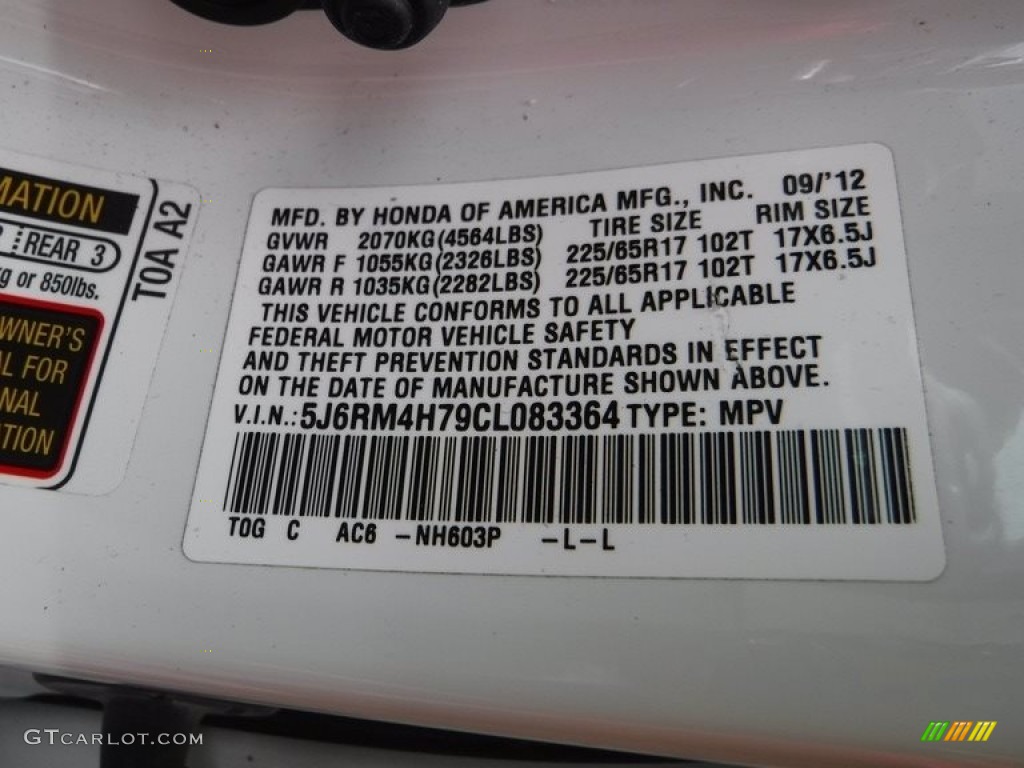 MATION
REAR 3
kg or 850lbs.
TOA A2
OWNER'S
AL FOR
NAL
TION
MFD. BY HONDA OF AMERICA MFG., INC. 09/'12
GVWR 2070KG(4564LBS) TIRE SIZE RIM SIZE
GAWR F 1055KG(2326LBS) 225/65R17 102T 17X6.5J
GAWR R 1035KG(2282LBS) 225/65R17 102T 17X6.5J
THIS VEHICLE CONFORMS TO ALL APPLICABLE
FEDERAL MOTOR VEHICLE SAFETY
AND THEFT PREVENTION STANDARDS IN EFFECT
ON THE DATE OF MANUFACTURE SHOWN ABOVE.
V.I.N.: 5J6RM4H79CL083364 TYPE: MPV
TOG C AC6 -NH603P -L-L
GTCARLOT.COM